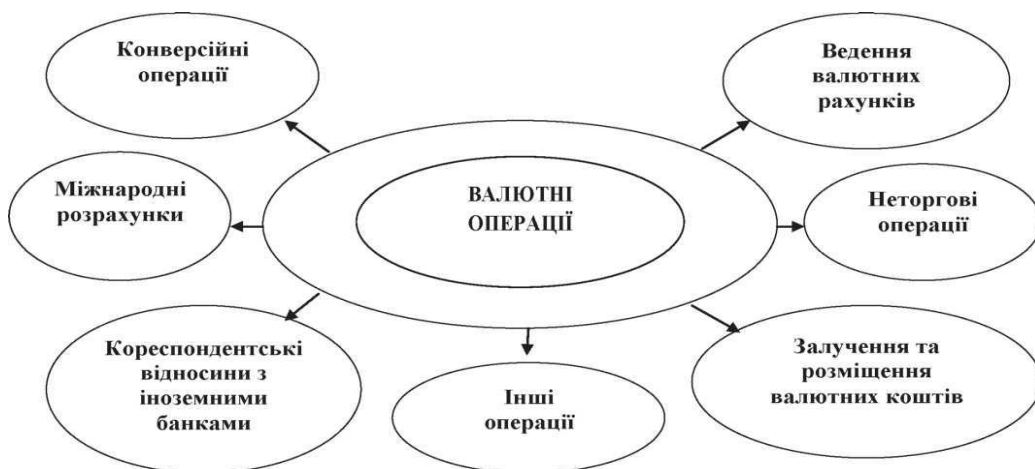 Конверсійні
операції
Ведення
валютних
рахунків
Міжнародні
розрахунки
ВАЛЮТНІ
ОПЕРАЦІЇ
Неторгові
операції
Кореспондентські
відносини з
іноземними
банками
Інші
операції
Залучення та
розміщення
валютних коштів